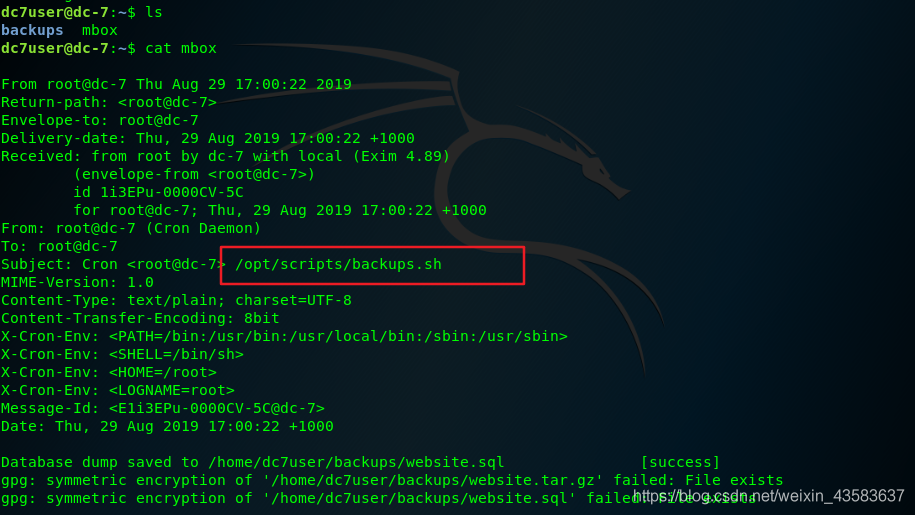 dc7user@dc-7:~$ ls
backups  mbox
dc7user@dc-7:~$ cat mbox
From root@dc-7 Thu Aug 29 17:00:22 2019
Return-path: <root@dc-7>
Envelope-to: root@dc-7
Delivery-date: Thu, 29 Aug 2019 17:00:22 +1000
Received: from root by dc-7 with local (Exim 4.89)
        (envelope-from <root@dc-7>)
        id 1i3EPu-0000CV-5C
        for root@dc-7; Thu, 29 Aug 2019 17:00:22 +1000
From: root@dc-7 (Cron Daemon)
To: root@dc-7
Subject: Cron <root@dc-7> /opt/scripts/backups.sh
MIME-Version: 1.0
Content-Type: text/plain; charset=UTF-8
Content-Transfer-Encoding: 8bit
X-Cron-Env: <PATH=/bin:/usr/bin:/usr/local/bin:/sbin:/usr/sbin>
X-Cron-Env: <SHELL=/bin/sh>
X-Cron-Env: <HOME=/root>
X-Cron-Env: <LOGNAME=root>
Message-Id: <E1i3EPu-0000CV-5C@dc-7>
Date: Thu, 29 Aug 2019 17:00:22 +1000
Database dump saved to /home/dc7user/backups/website.sql               [success]
gpg: symmetric encryption of '/home/dc7user/backups/website.tar.gz' failed: File exists
gpg: symmetric encryption of '/home/dc7user/backups/website.sql' failed: File exists
https://blog.csdn.net/weixin_43583637